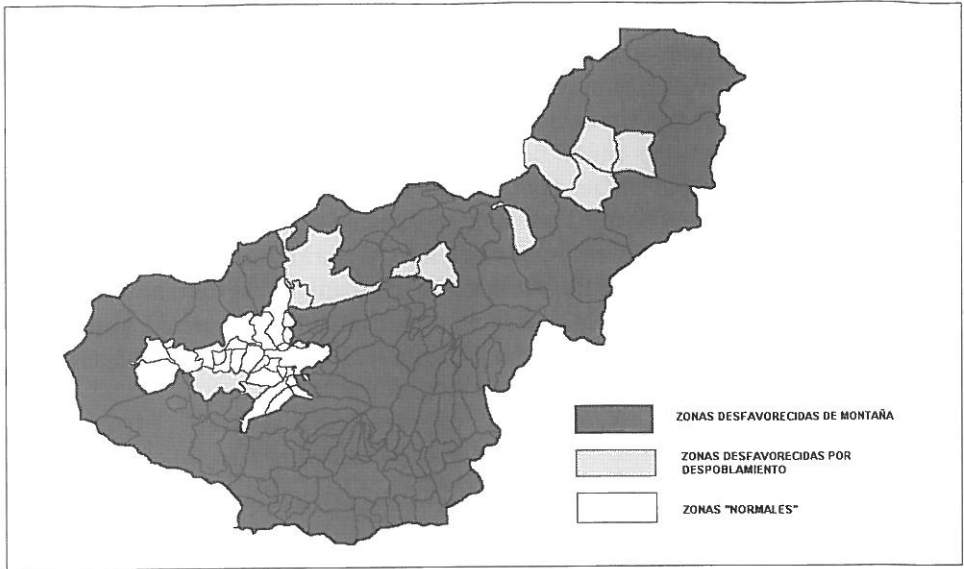 ZONAS DESFAVORECIDAS DE MONTAÑA
ZONAS DESFAVORECIDAS POR
DESPOBLAMIENTO
ZONAS "NORMALES"